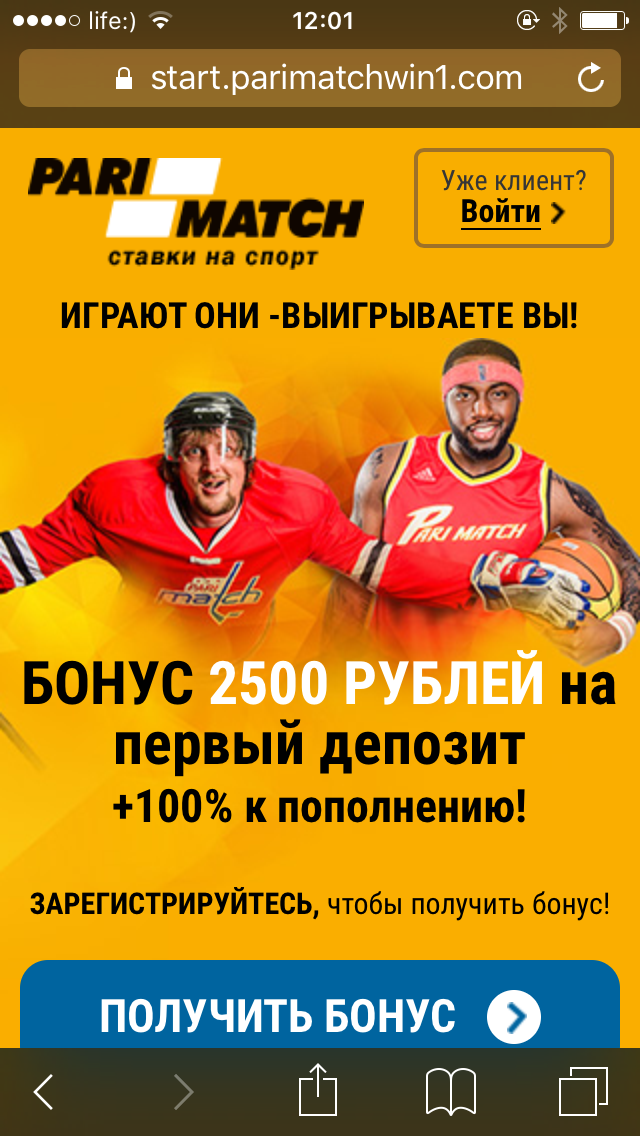 life:)
12:01
start.parimatchwin1.com
PARI
MATCH
ставки на спорт
Уже клиент?
Войти
ИГРАЮТ ОНИ -ВЫИГРЫВАЕТЕ ВЫ!
PARI MATCH
PARI
match
БОНУС 2500 РУБЛЕЙ на
первый депозит
+100% к пополнению!
ЗАРЕГИСТРИРУЙТЕСЬ, чтобы получить бонус!
ПОЛУЧИТЬ БОНУС